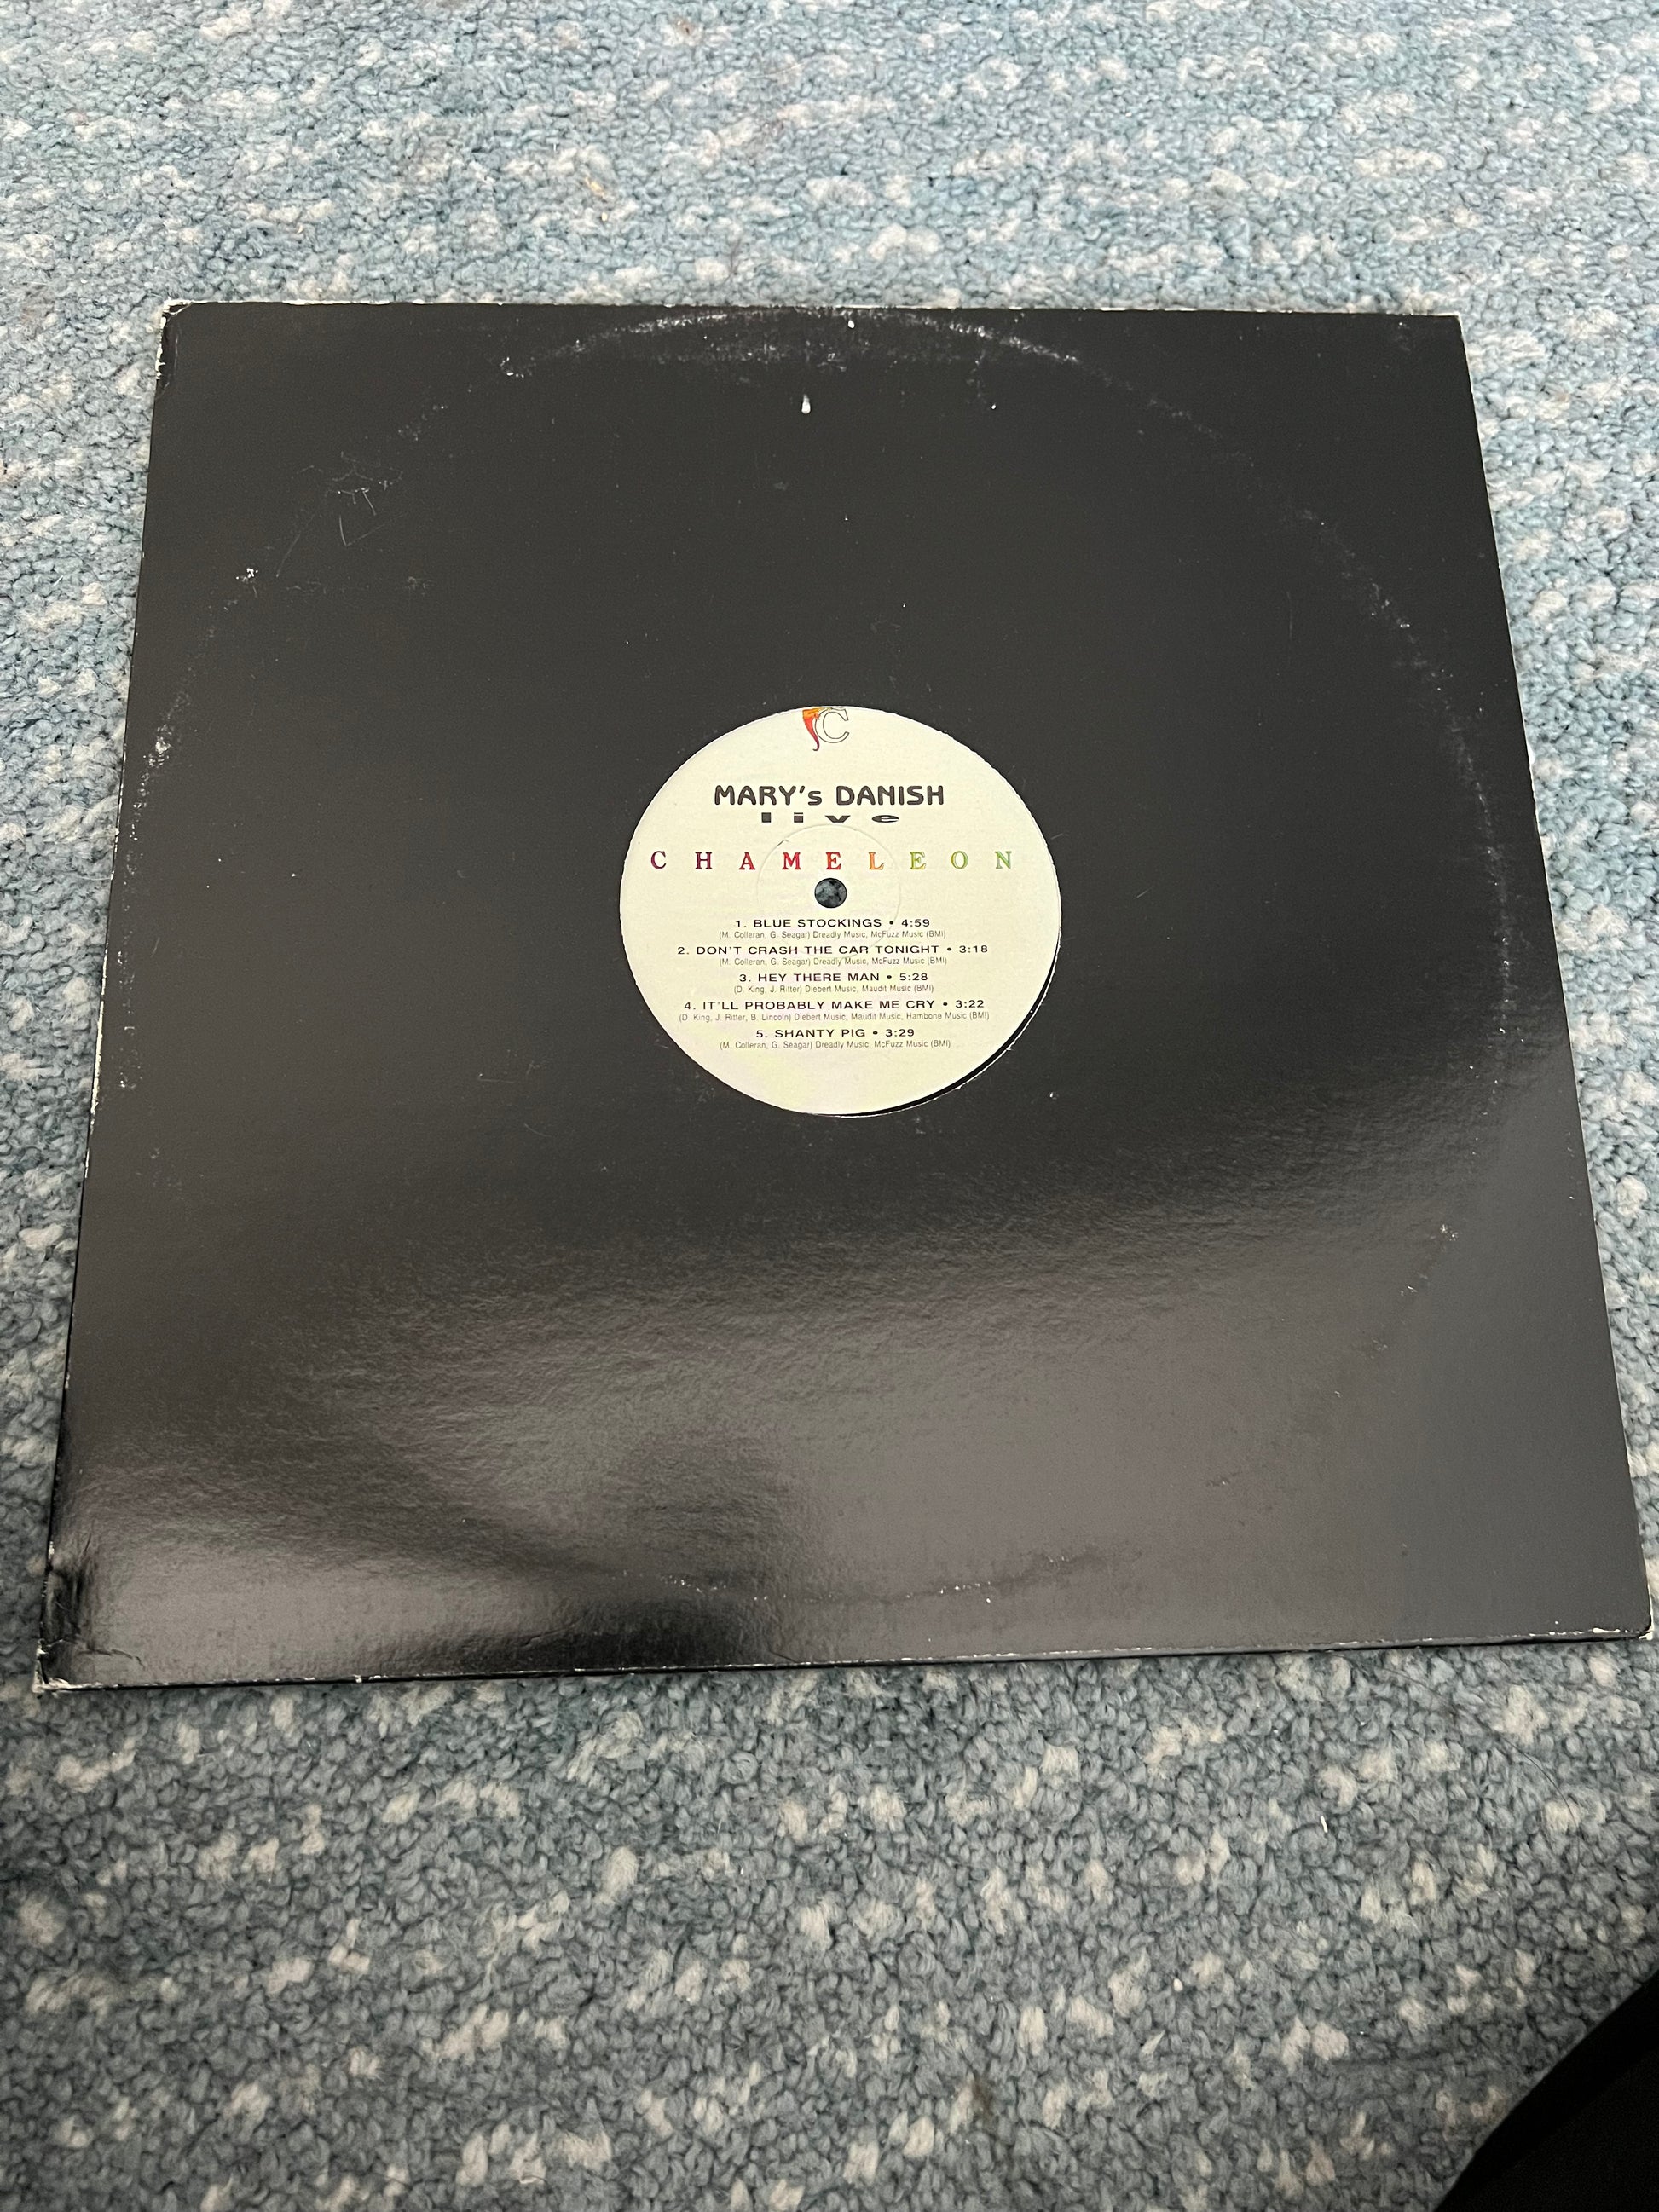 C
MARY's DANISH
live
CHAMELEON
1. BLUE STOCKINGS • 4:59
(M. Colleran, G. Seagar) Dreadly Music, McFuzz Music (BMI)
2. DON'T CRASH THE CAR TONIGHT • 3:18
(M. Colleran, G. Seagar) Dreadly Music, McFuzz Music (BMI)
3. HEY THERE MAN • 5:28
(D. King, J. Ritter) Diebert Music, Maudit Music (BMI)
4. IT'LL PROBABLY MAKE ME CRY • 3:22
(D. King, J. Ritter, B. Lincoln) Diebert Music, Maudit Music, Hambone Music (BMI)
5. SHANTY PIG • 3:29
(M. Colleran, G. Seagar) Dreadly Music, McFuzz Music (BMI)